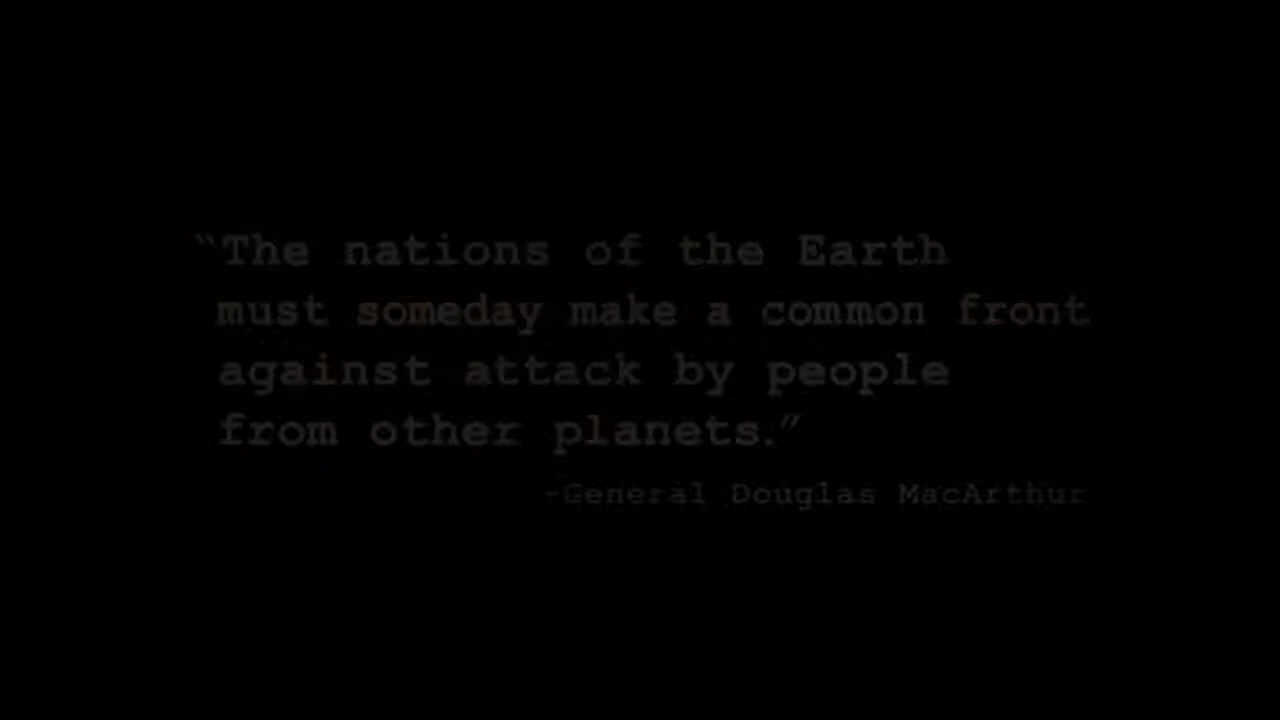 “The nations of the Earth
must someday make a common front
against attack by people
from other planets.”
-General Douglas MacArthur